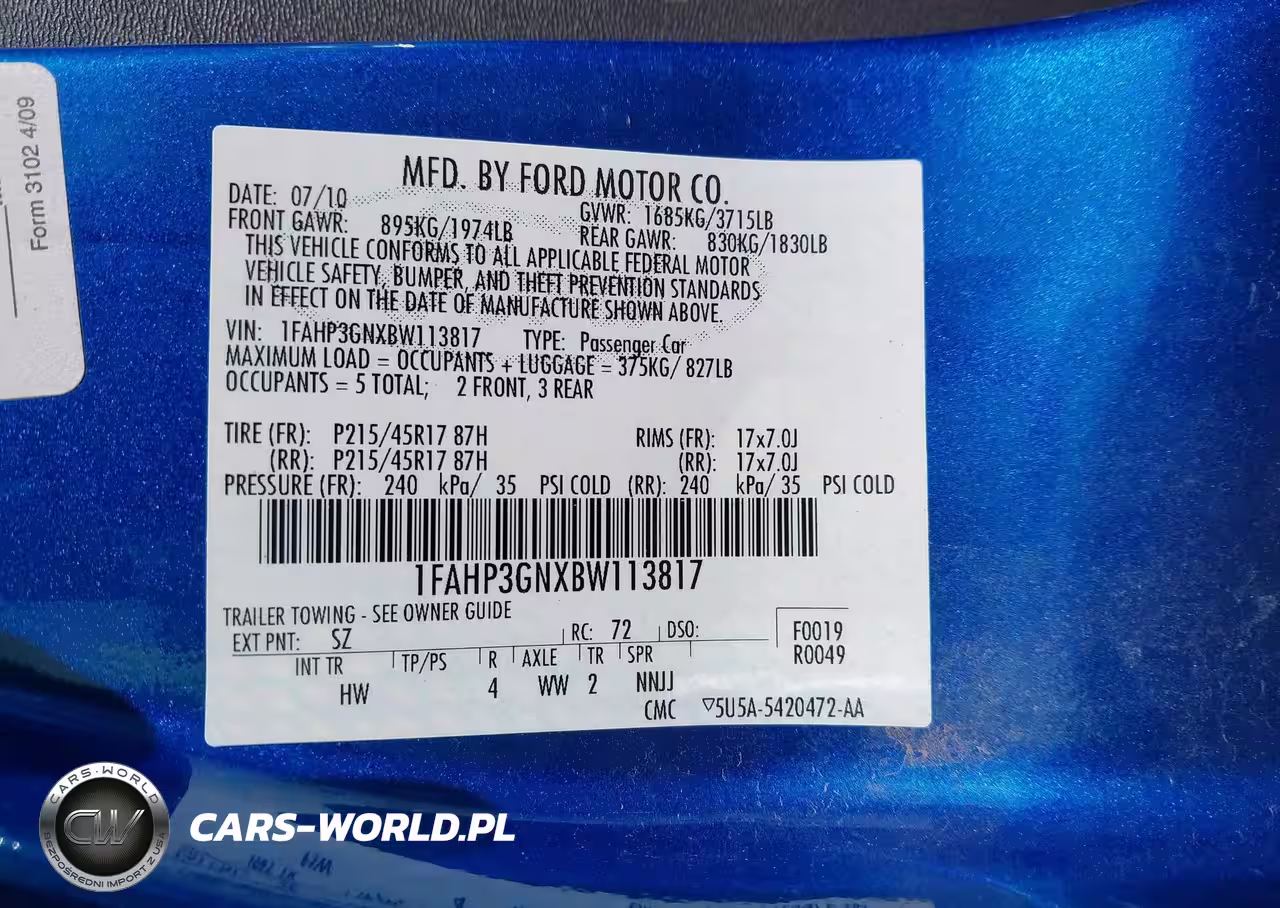 Form 3102 4/09
MFD. BY FORD MOTOR CO.
DATE: 07/10 GVWR: 1685KG/3715LB
FRONT GAWR: 895KG/1974LB REAR GAWR: 830KG/1830LB
THIS VEHICLE CONFORMS TO ALL APPLICABLE FEDERAL MOTOR
VEHICLE SAFETY, BUMPER, AND THEFT PREVENTION STANDARDS
IN EFFECT ON THE DATE OF MANUFACTURE SHOWN ABOVE.
VIN: 1FAHP3GNXBW113817 TYPE: Passenger Car
MAXIMUM LOAD = OCCUPANTS + LUGGAGE = 375KG/ 827LB
OCCUPANTS = 5 TOTAL; 2 FRONT, 3 REAR
TIRE (FR): P215/45R17 87H RIMS (FR): 17x7.0J
(RR): P215/45R17 87H (RR): 17x7.0J
PRESSURE (FR): 240 kPa/ 35 PSI COLD (RR): 240 kPa/ 35 PSI COLD
1FAHP3GNXBW113817
TRAILER TOWING - SEE OWNER GUIDE
EXT PNT: SZ RC: 72 DSO: F0019
INT TR TP/PS R AXLE TR SPR R0049
HW 4 WW 2 NNJJ
CMC ▽5U5A-5420472-AA
CARS-WORLD
CW
BEZPOŚREDNI IMPORT Z USA
CARS-WORLD.PL